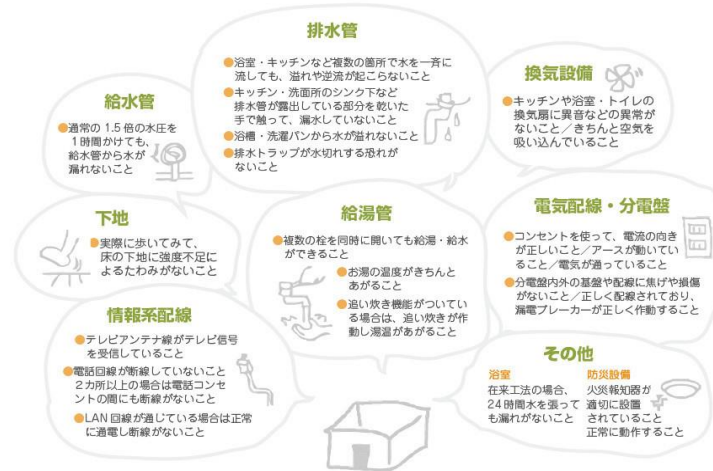 排水管
●浴室・キッチンなど複数の箇所で水を一斉に
流しても、溢れや逆流が起こらないこと
●キッチン・洗面所のシンク下など
排水管が露出している部分を乾いた
手で触って、漏水していないこと
●浴槽・洗濯パンから水が溢れないこと
●排水トラップが水切れする恐れが
ないこと
換気設備
●キッチンや浴室・トイレの
換気扇に異音などの異常が
ないこと／きちんと空気を
吸い込んでいること
給水管
●通常の1.5倍の水圧を
1時間かけても、
給水管から水が
漏れないこと
下地
●実際に歩いてみて、
床の下地に強度不足に
よるたわみがないこと
給湯管
●複数の栓を同時に開いても給湯・給水
ができること
●お湯の温度がきちんと
あがること
●追い炊き機能がついている
場合は、追い炊きが作
動し湯温があがること
電気配線・分電盤
●コンセントを使って、電流の向き
が正しいこと／アースが動いてい
ること／電気が通っていること
●分電盤内外の基盤や配線に焦げや損傷
がないこと／正しく配線されており、
漏電ブレーカーが正しく作動すること
情報系配線
●テレビアンテナ線がテレビ信号
を受信していること
●電話回線が断線していないこと
2カ所以上の場合は電話コンセ
ントの間にも断線がないこと
●LAN回線が通じている場合は正常
に通電し断線がないこと
その他
浴室
在来工法の場合、
24時間水を張って
も漏れがないこと
防災設備
火災報知器が
適切に設置
されていること
正常に動作すること